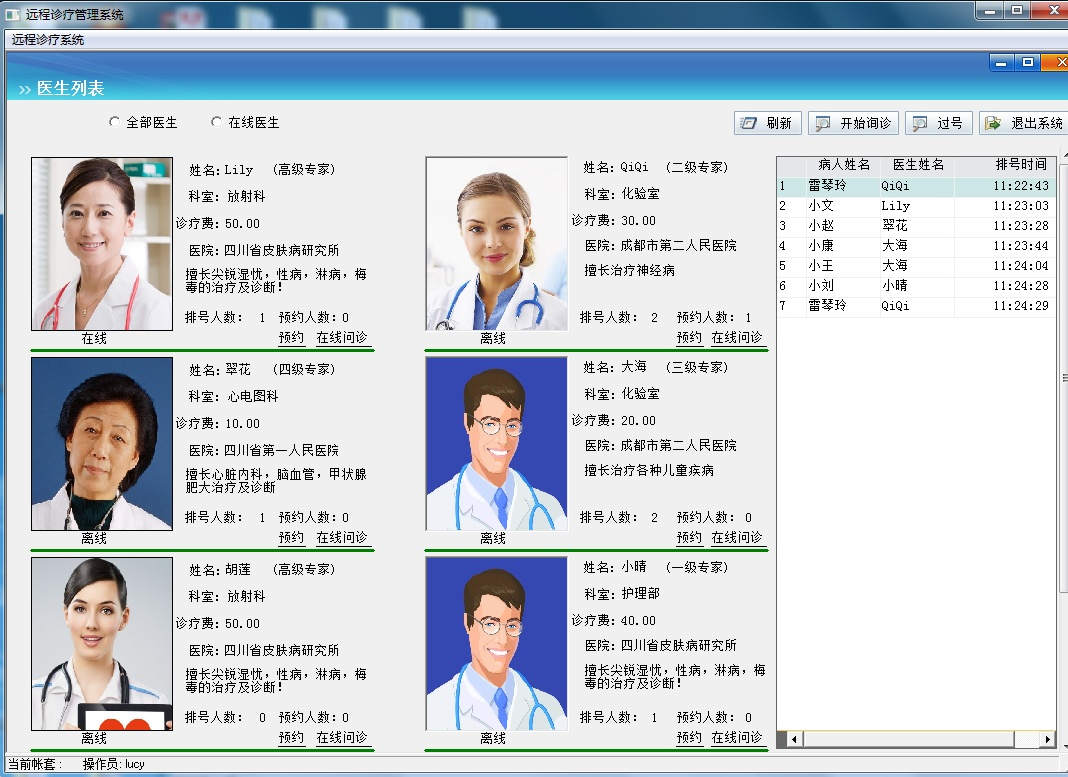 远程诊疗管理系统
远程诊疗系统
医生列表
全部医生 在线医生 刷新 开始询诊 过号 退出系统
姓名: Lily (高级专家)
科室: 放射科
诊疗费: 50.00
医院: 四川省皮肤病研究所
擅长尖锐湿忧，性病，淋病，梅
毒的治疗及诊断!
排号人数: 1 预约人数: 0
在线 预约 在线问诊
姓名: QiQi (二级专家)
科室: 化验室
诊疗费: 30.00
医院: 成都市第二人民医院
擅长治疗神经病
排号人数: 2 预约人数: 1
离线 预约 在线问诊
姓名: 翠花 (四级专家)
科室: 心电图科
诊疗费: 10.00
医院: 四川省第一人民医院
擅长心脏内科，脑血管，甲状腺
肥大治疗及诊断
排号人数: 1 预约人数: 0
离线 预约 在线问诊
姓名: 大海 (三级专家)
科室: 化验室
诊疗费: 20.00
医院: 成都市第二人民医院
擅长治疗各种儿童疾病
排号人数: 2 预约人数: 0
离线 预约 在线问诊
姓名: 胡莲 (高级专家)
科室: 放射科
诊疗费: 50.00
医院: 四川省皮肤病研究所
擅长尖锐湿忧，性病，淋病，梅
毒的治疗及诊断!
排号人数: 0 预约人数: 0
离线 预约 在线问诊
姓名: 小晴 (一级专家)
科室: 护理部
诊疗费: 40.00
医院: 四川省皮肤病研究所
擅长尖锐湿忧，性病，淋病，梅
毒的治疗及诊断!
排号人数: 1 预约人数: 0
离线 预约 在线问诊
病人姓名 医生姓名 排号时间
1 雷琴玲 QiQi 11:22:43
2 小文 Lily 11:23:03
3 小赵 翠花 11:23:28
4 小康 大海 11:23:44
5 小王 大海 11:24:04
6 小刘 小晴 11:24:28
7 雷琴玲 QiQi 11:24:29
当前帐套: 操作员: lucy